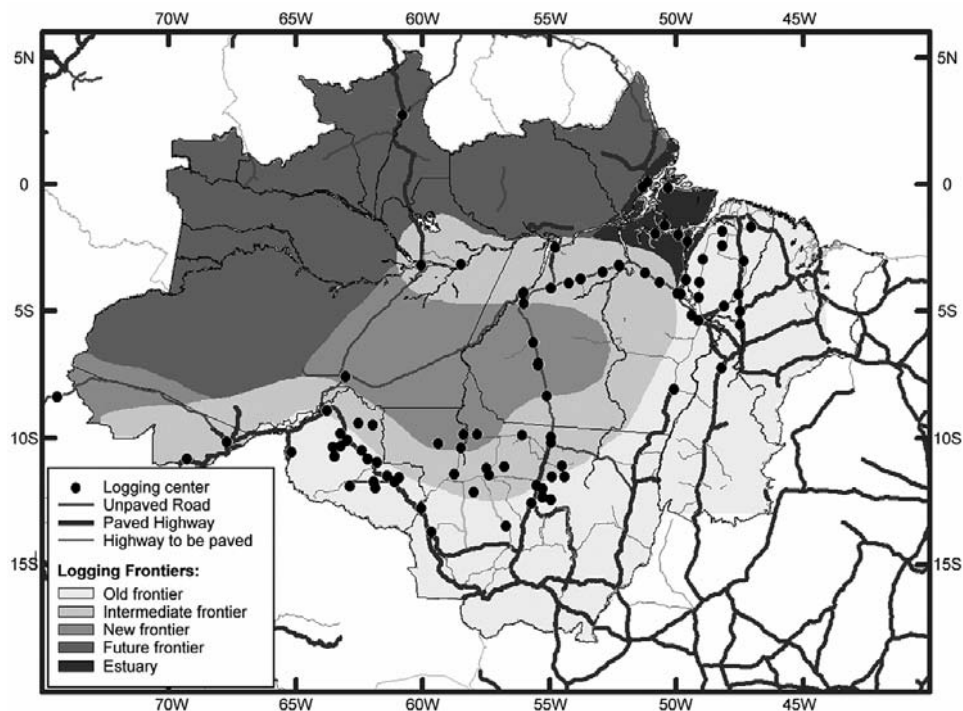 70W 65W 60W 55W 50W 45W
5N 5N
0 0
5S 5S
10S 10S
15S 15S
Logging center
Unpaved Road
Paved Highway
Highway to be paved
Logging Frontiers:
Old frontier
Intermediate frontier
New frontier
Future frontier
Estuary
70W 65W 60W 55W 50W 45W